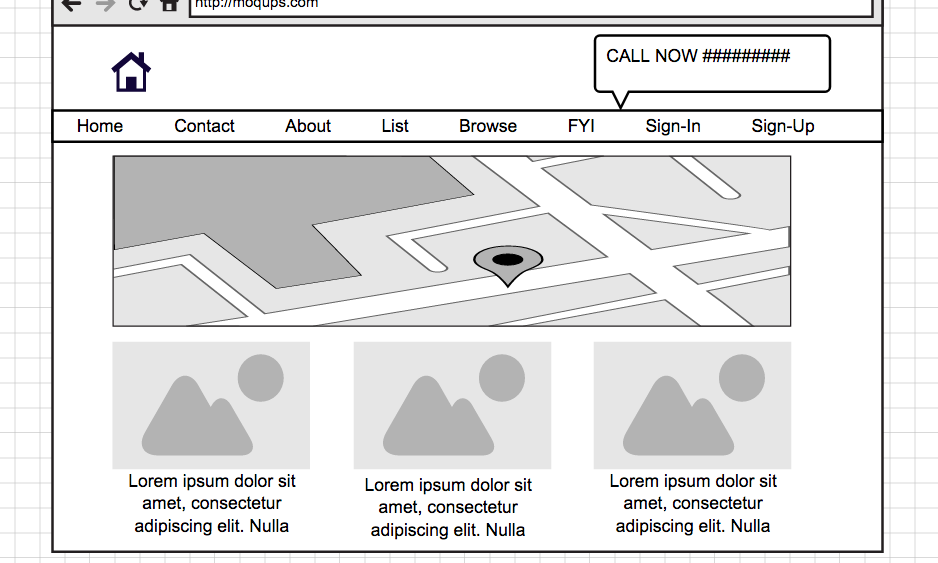 http://moqups.com
CALL NOW #########
Home Contact About List Browse FYI Sign-In Sign-Up
Lorem ipsum dolor sit
amet, consectetur
adipiscing elit. Nulla
Lorem ipsum dolor sit
amet, consectetur
adipiscing elit. Nulla
Lorem ipsum dolor sit
amet, consectetur
adipiscing elit. Nulla